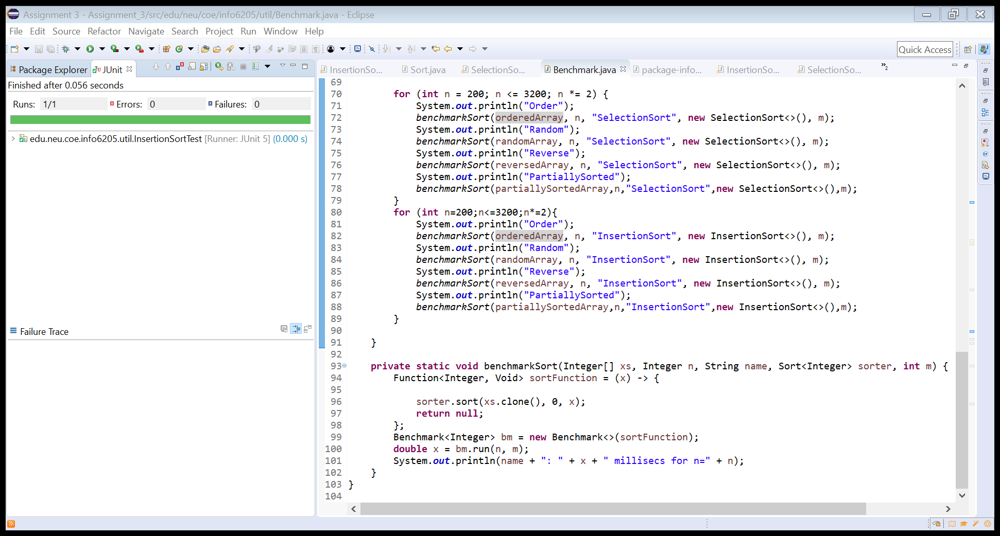 Assignment 3 - Assignment_3/src/edu/neu/coe/info6205/util/Benchmark.java - Eclipse
File Edit Source Refactor Navigate Search Project Run Window Help
Quick Access
Package Explorer JUnit
Finished after 0.056 seconds
Runs: 1/1 Errors: 0 Failures: 0
edu.neu.coe.info6205.util.InsertionSortTest [Runner: JUnit 5] (0.000 s)
Failure Trace
InsertionSo... Sort.java SelectionSo... Benchmark.java package-info... InsertionSo... SelectionSo... »2
69
70 for (int n = 200; n <= 3200; n *= 2) {
71 System.out.println("Order");
72 benchmarkSort(orderedArray, n, "SelectionSort", new SelectionSort<>(), m);
73 System.out.println("Random");
74 benchmarkSort(randomArray, n, "SelectionSort", new SelectionSort<>(), m);
75 System.out.println("Reverse");
76 benchmarkSort(reversedArray, n, "SelectionSort", new SelectionSort<>(), m);
77 System.out.println("PartiallySorted");
78 benchmarkSort(partiallySortedArray,n,"SelectionSort",new SelectionSort<>(),m);
79 }
80 for (int n=200;n<=3200;n*=2){
81 System.out.println("Order");
82 benchmarkSort(orderedArray, n, "InsertionSort", new InsertionSort<>(), m);
83 System.out.println("Random");
84 benchmarkSort(randomArray, n, "InsertionSort", new InsertionSort<>(), m);
85 System.out.println("Reverse");
86 benchmarkSort(reversedArray, n, "InsertionSort", new InsertionSort<>(), m);
87 System.out.println("PartiallySorted");
88 benchmarkSort(partiallySortedArray,n,"InsertionSort",new InsertionSort<>(),m);
89 }
90
91 }
92
93 private static void benchmarkSort(Integer[] xs, Integer n, String name, Sort<Integer> sorter, int m) {
94 Function<Integer, Void> sortFunction = (x) -> {
95
96 sorter.sort(xs.clone(), 0, x);
97 return null;
98 };
99 Benchmark<Integer> bm = new Benchmark<>(sortFunction);
100 double x = bm.run(n, m);
101 System.out.println(name + ": " + x + " millisecs for n=" + n);
102 }
103 }
104